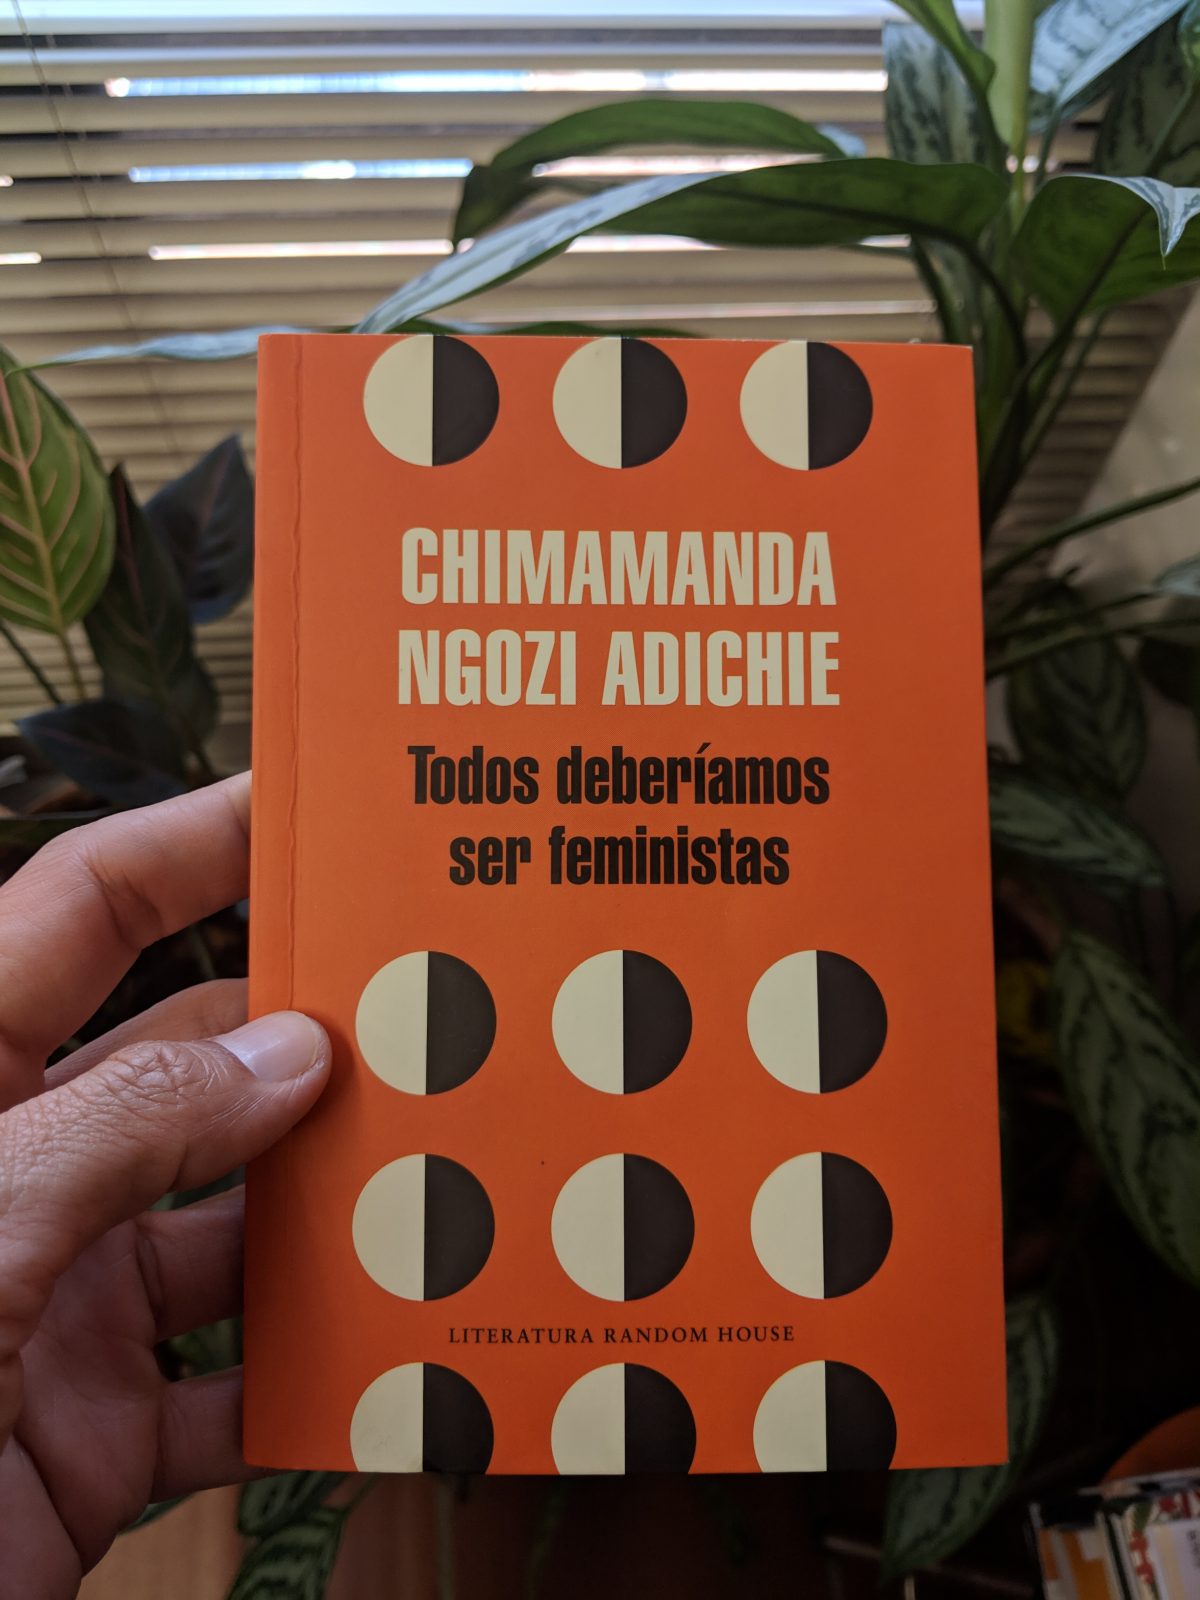 CHIMAMANDA
NGOZI ADICHIE
Todos deberíamos
ser feministas
LITERATURA RANDOM HOUSE